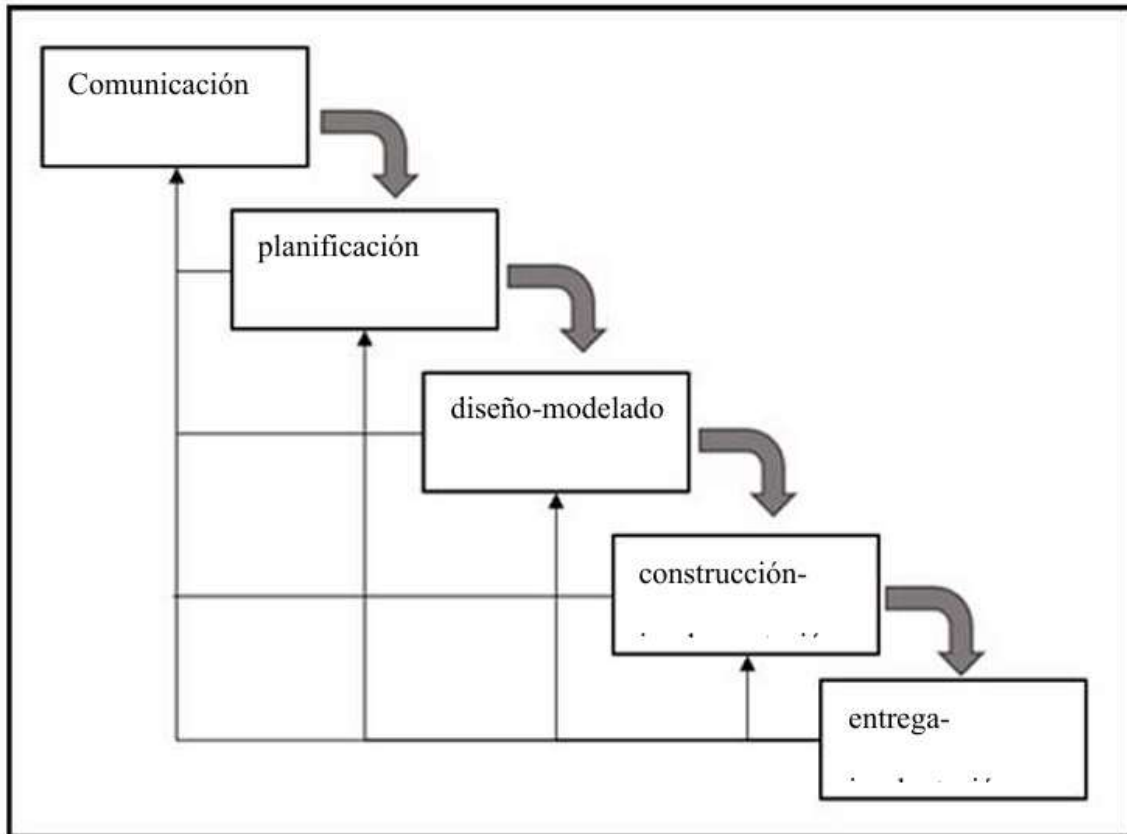 Comunicación
planificación
diseño-modelado
construcción-
entrega-